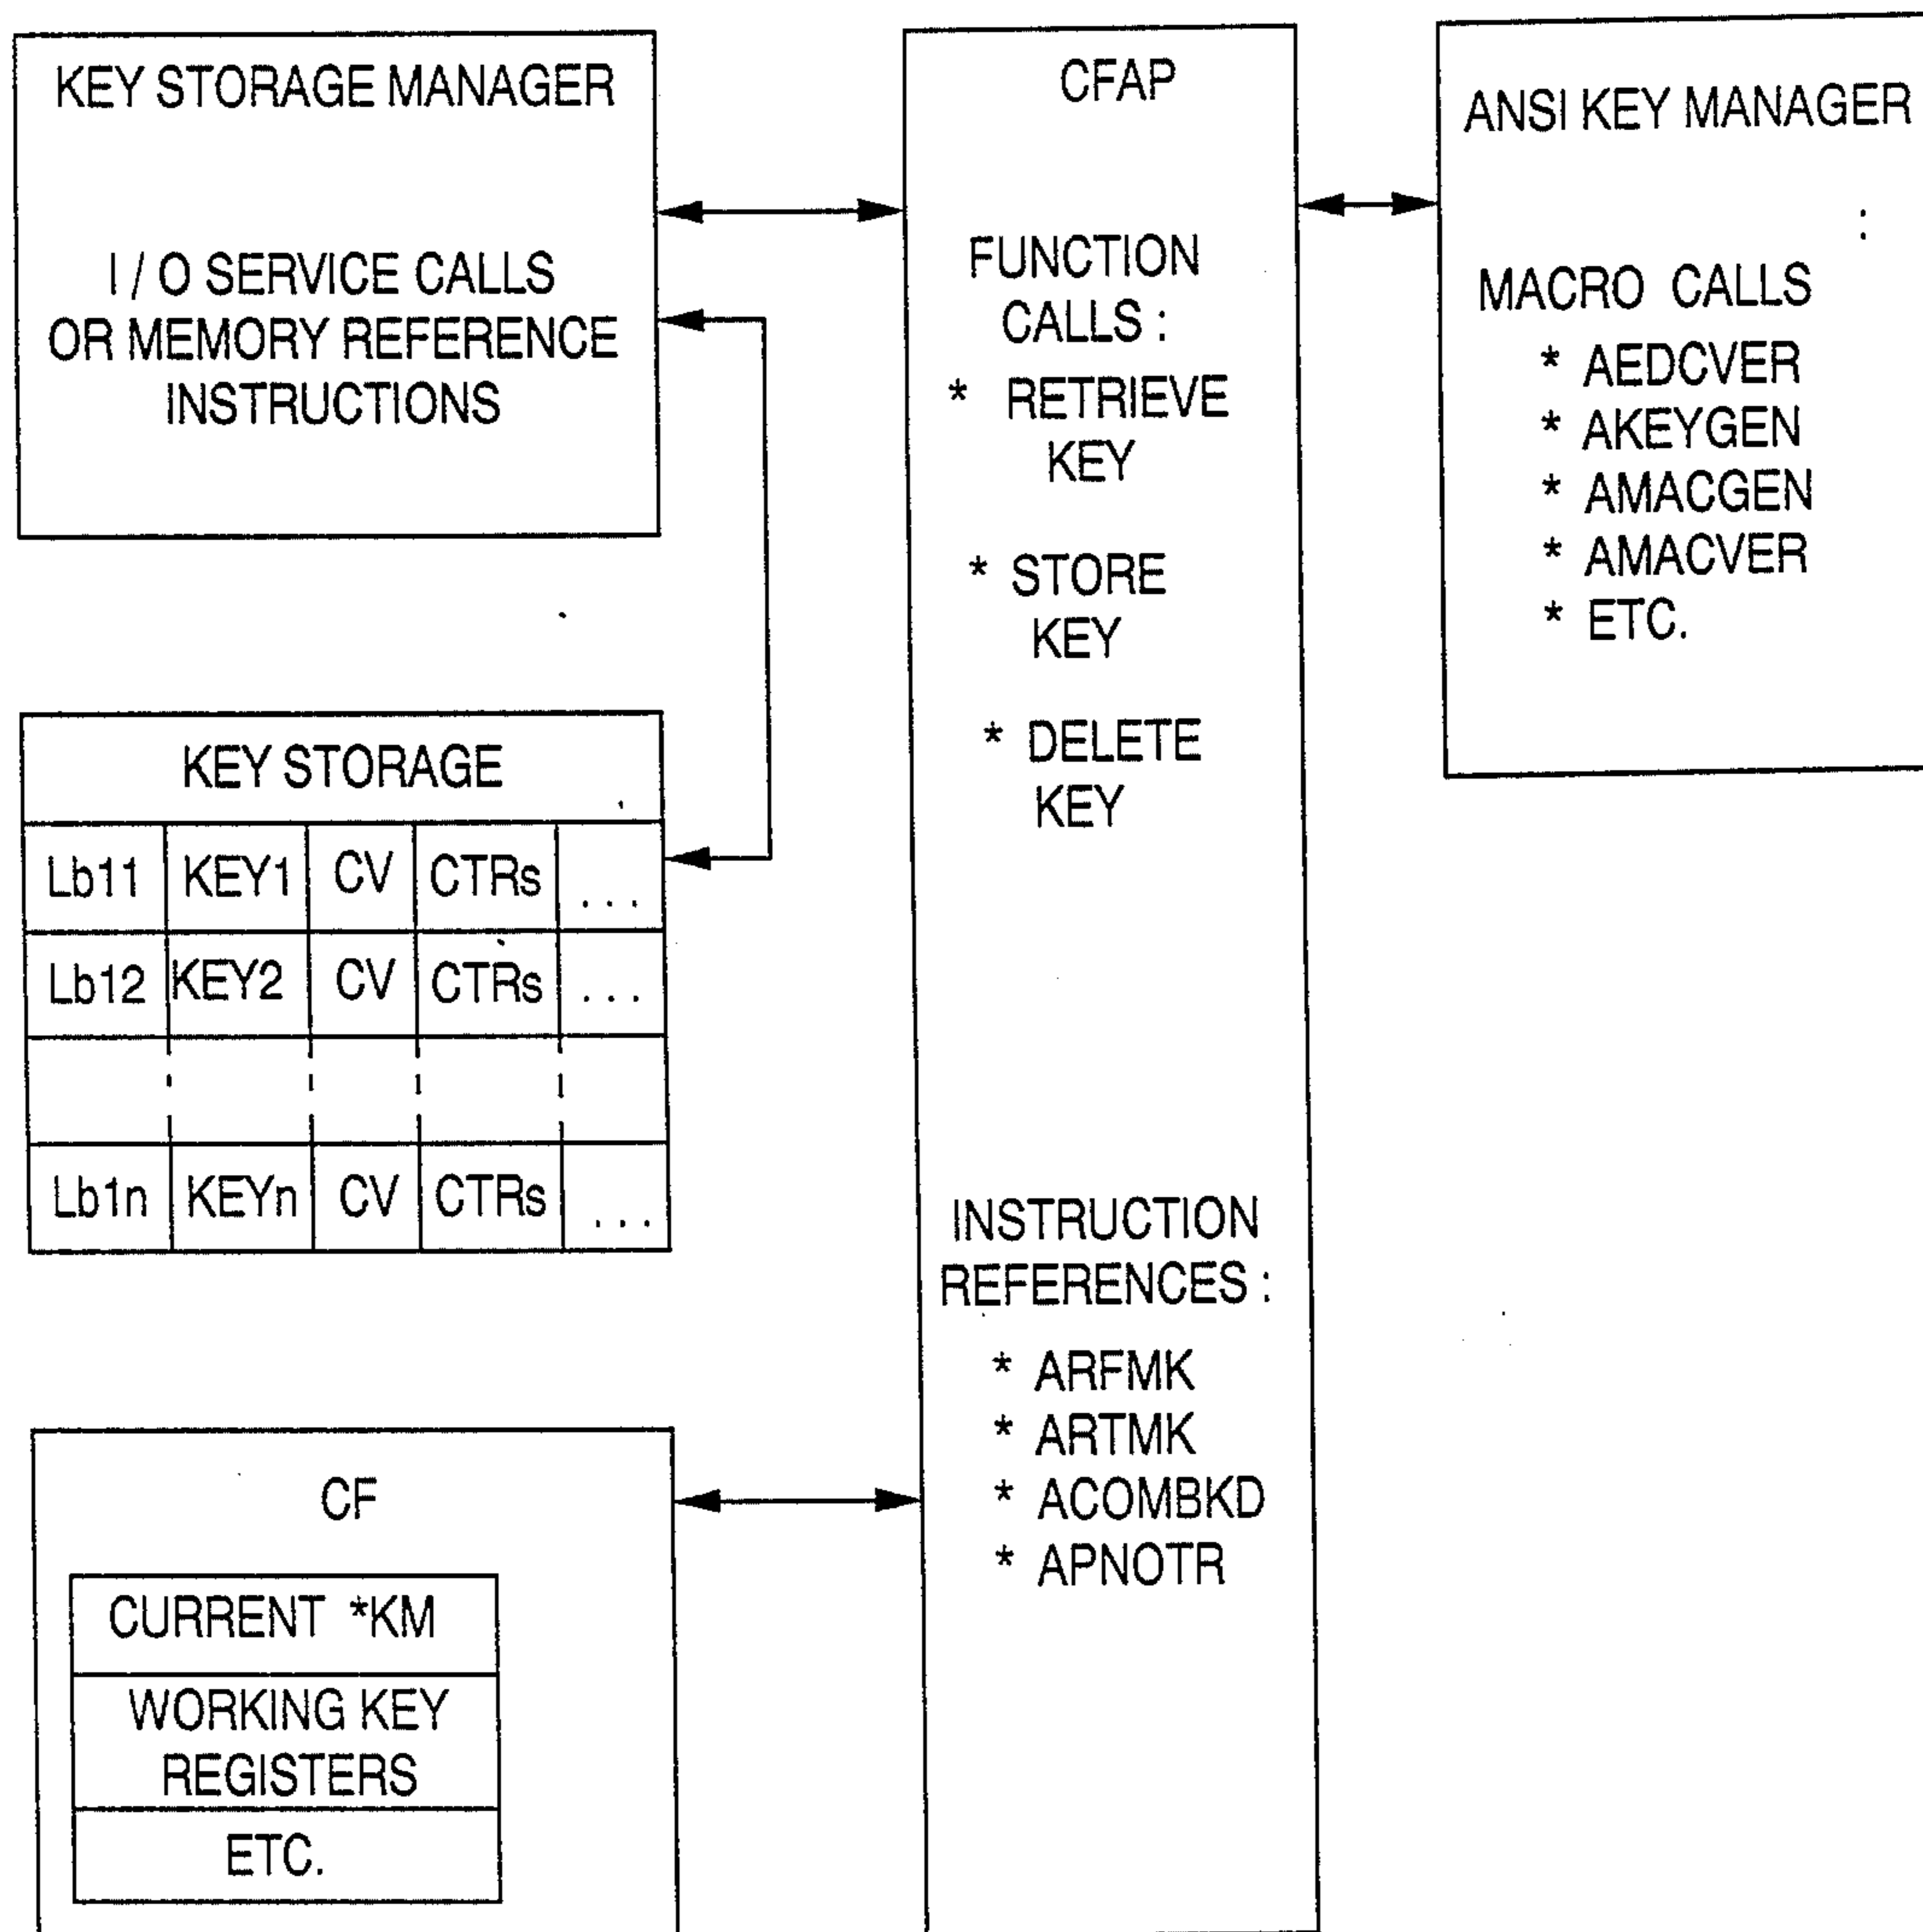 KEY STORAGE MANAGER
I / O SERVICE CALLS
OR MEMORY REFERENCE
INSTRUCTIONS
KEY STORAGE
Lb11 KEY1 CV CTRs ...
Lb12 KEY2 CV CTRs ...
Lb1n KEYn CV CTRs ...
CF
CURRENT *KM
WORKING KEY
REGISTERS
ETC.
CFAP
FUNCTION
CALLS :
* RETRIEVE
KEY
* STORE
KEY
* DELETE
KEY
INSTRUCTION
REFERENCES :
* ARFMK
* ARTMK
* ACOMBKD
* APNOTR
ANSI KEY MANAGER
:
MACRO CALLS
* AEDCVER
* AKEYGEN
* AMACGEN
* AMACVER
* ETC.